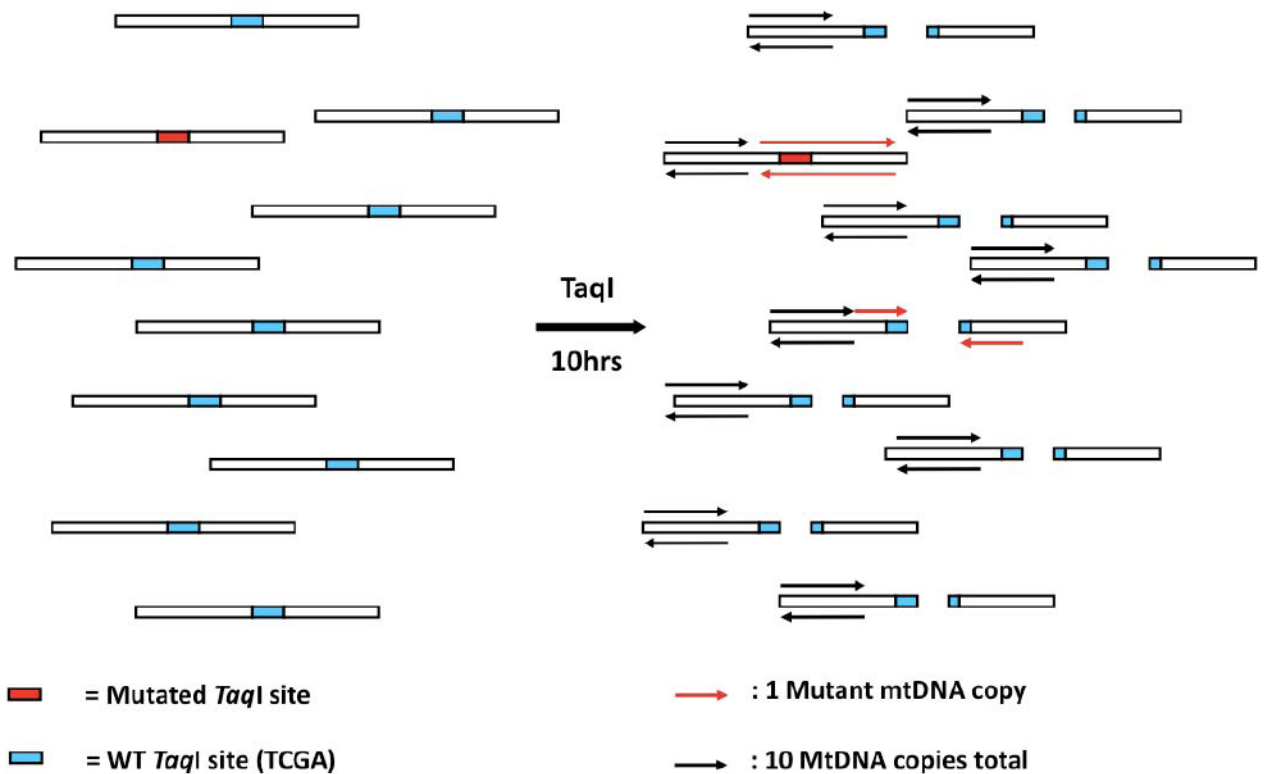 TaqI
10hrs
= Mutated TaqI site
: 1 Mutant mtDNA copy
= WT TaqI site (TCGA)
: 10 MtDNA copies total